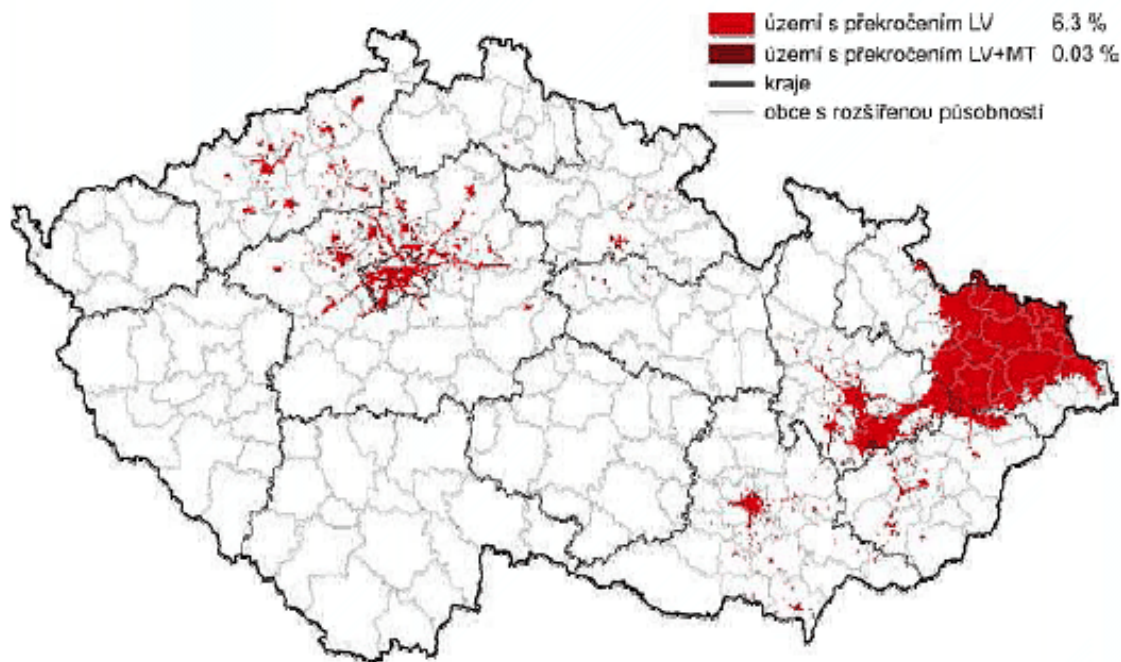 území s překročením LV 6.3 %
území s překročením LV+MT 0.03 %
kraje
obce s rozšířenou působností